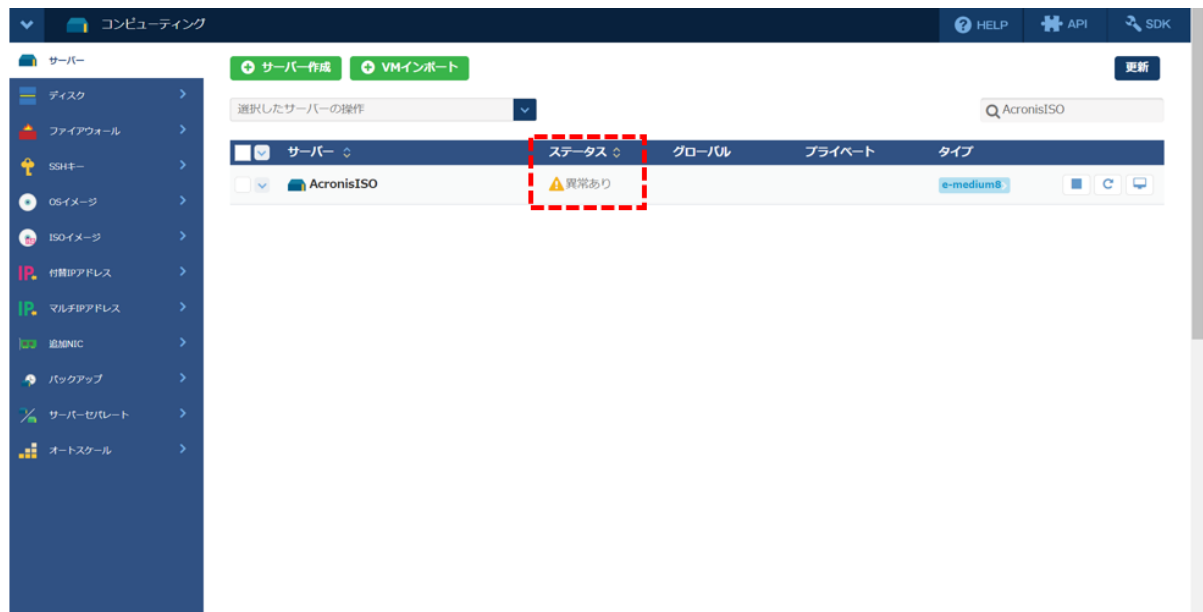 コンピューティング HELP API SDK
サーバー
ディスク
ファイアウォール
SSHキー
OSイメージ
ISOイメージ
付替IPアドレス
マルチIPアドレス
追加NIC
バックアップ
サーバーセパレート
オートスケール
サーバー作成 VMインポート 更新
選択したサーバーの操作 AcronisISO
サーバー ステータス グローバル プライベート タイプ
AcronisISO 異常あり e-medium8